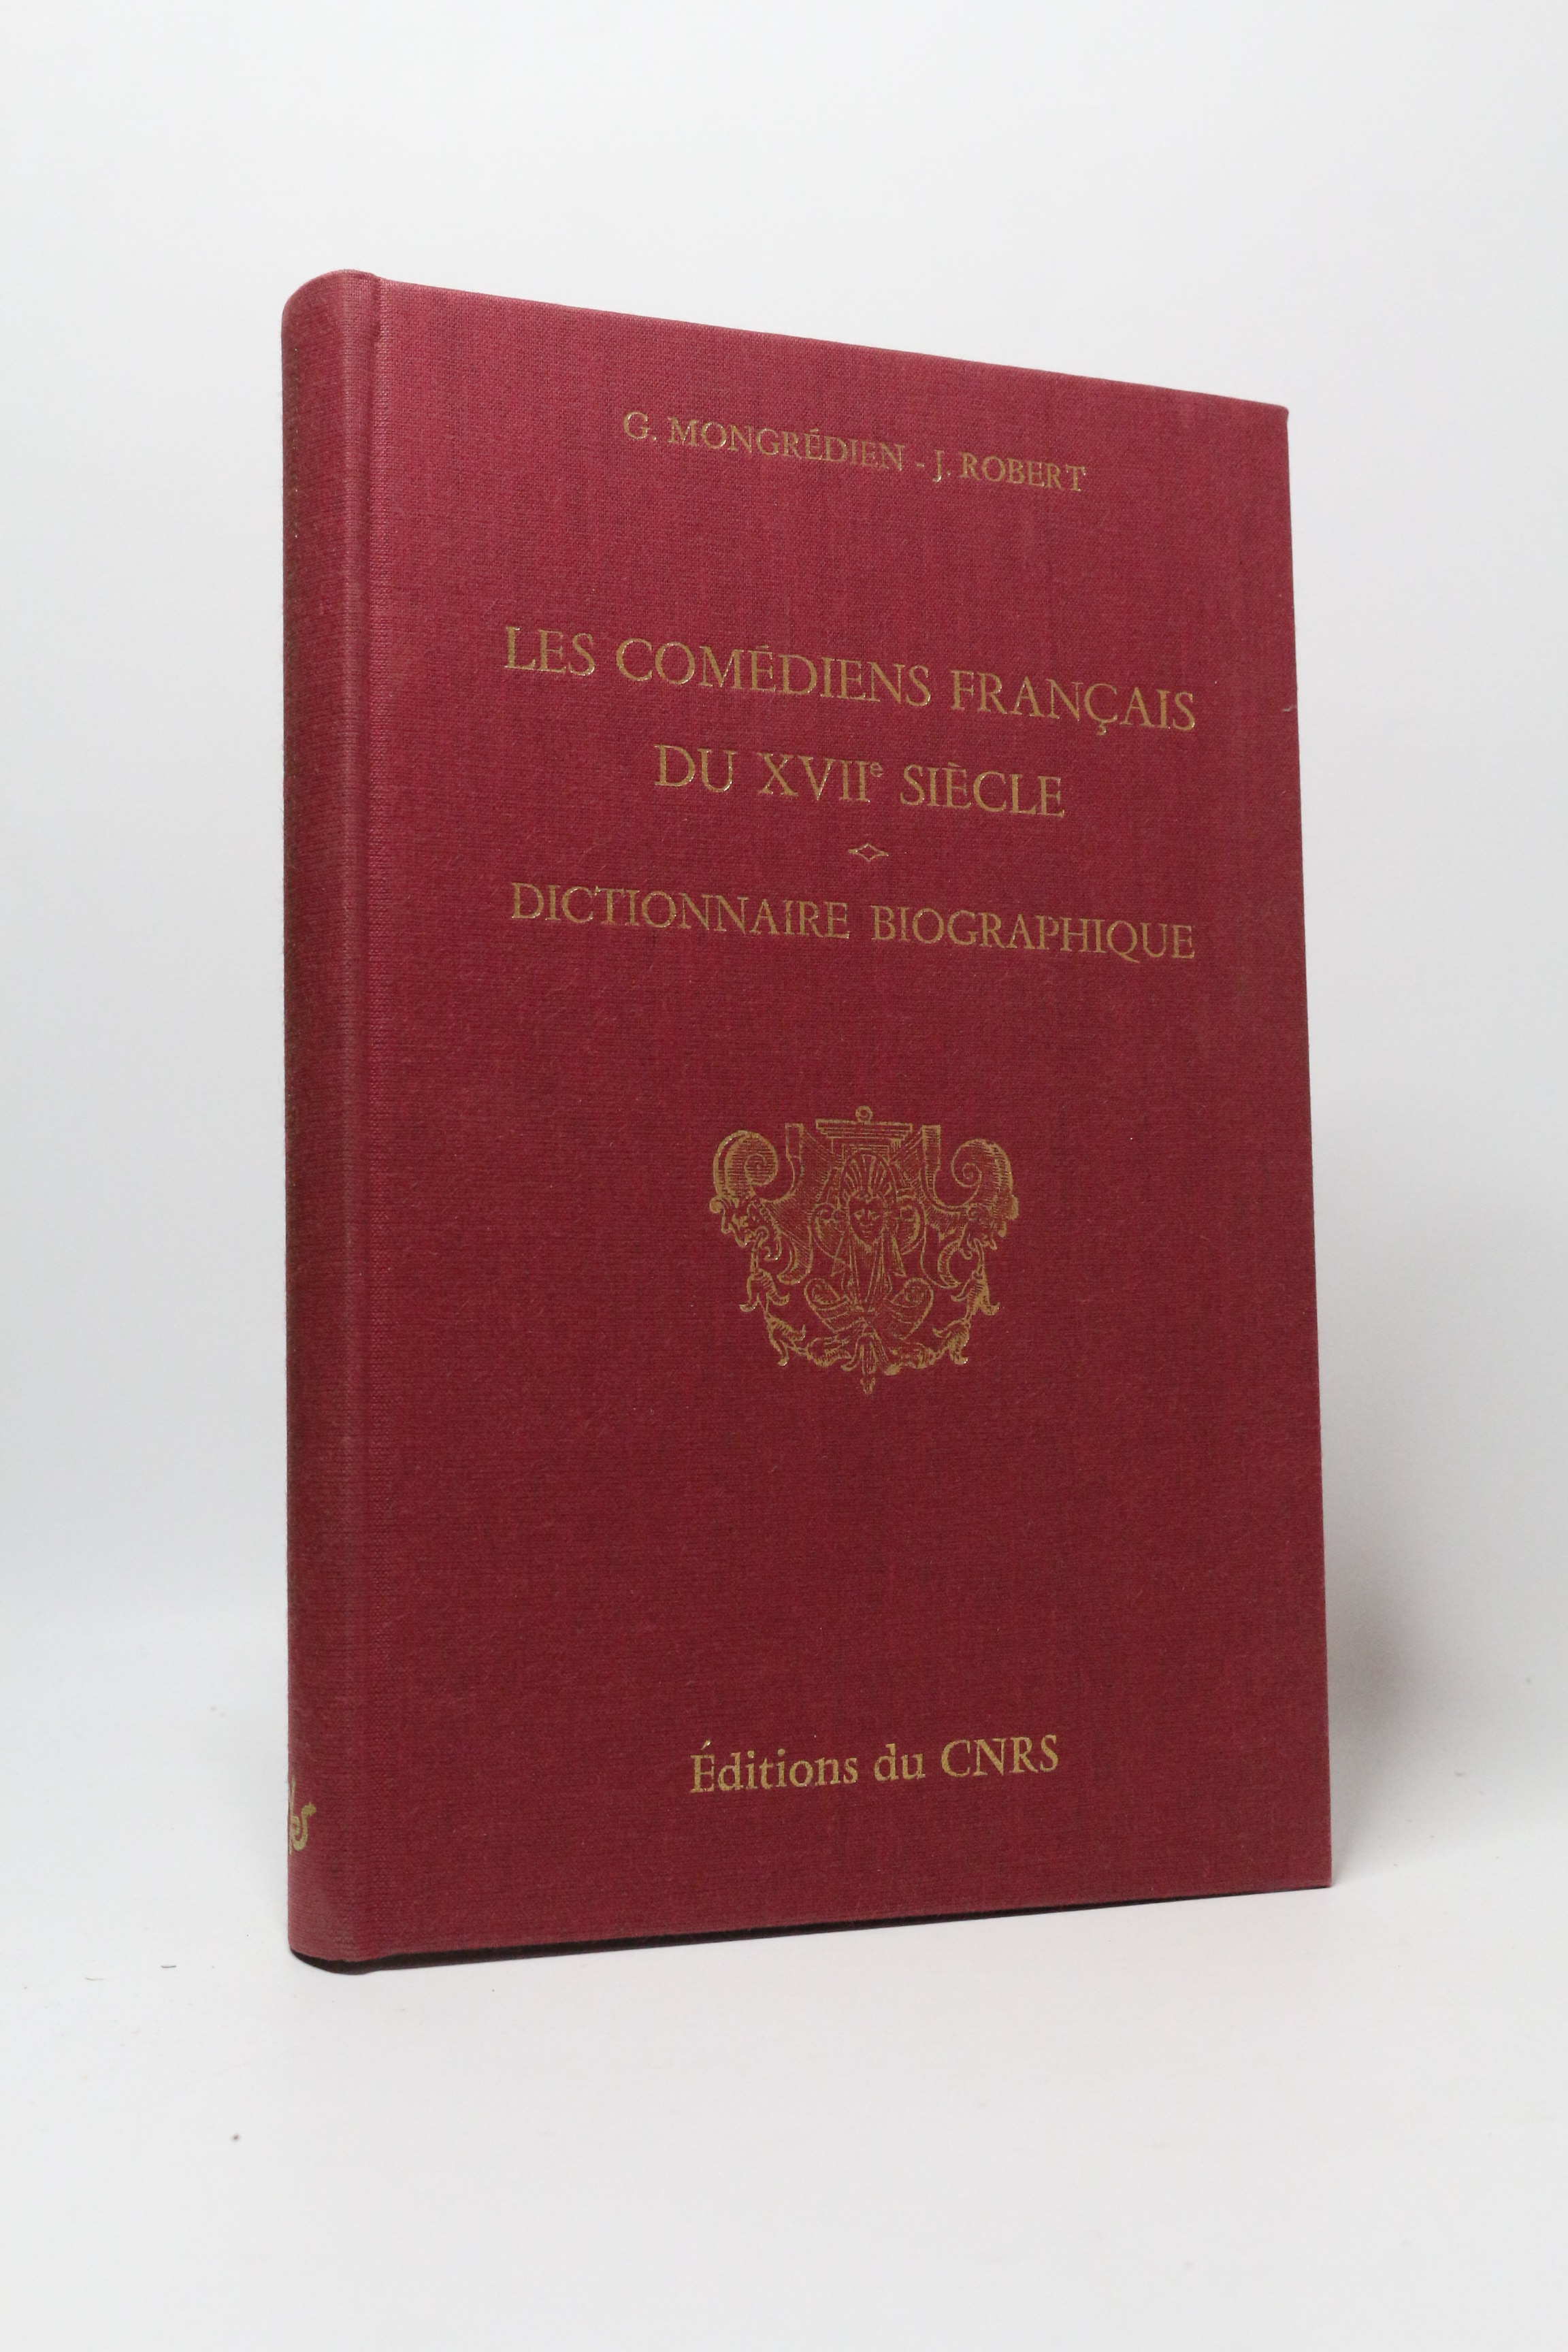 G. MONGRÉDIEN - J. ROBERT
LES COMÉDIENS FRANÇAIS
DU XVIIe SIÈCLE
DICTIONNAIRE BIOGRAPHIQUE
Éditions du CNRS